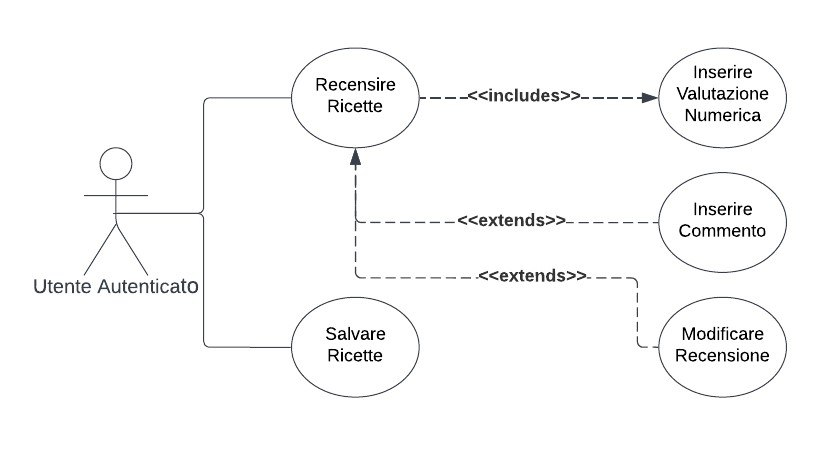 Recensire
Ricette
<<includes>>
Inserire
Valutazione
Numerica
<<extends>>
Inserire
Commento
<<extends>>
Utente Autenticato
Salvare
Ricette
Modificare
Recensione